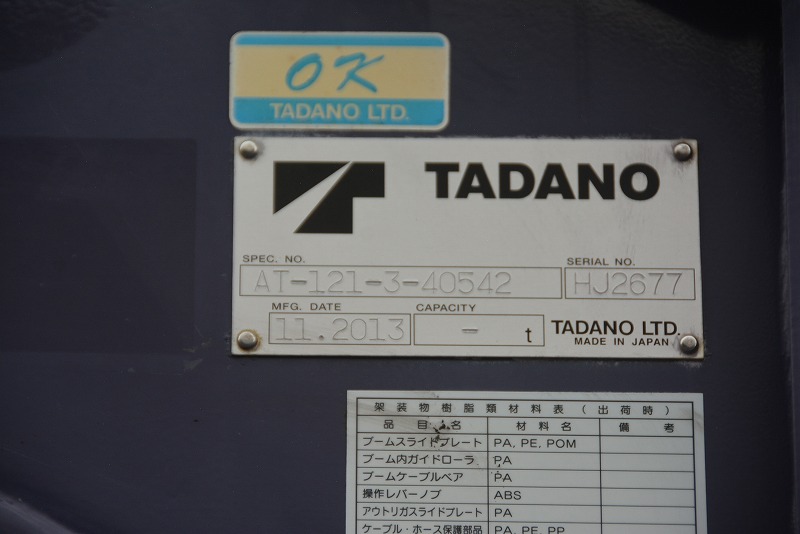 OK
TADANO LTD.
TADANO
SPEC. NO.
AT-121-3-40542
SERIAL NO.
HJ2677
MFG. DATE
11.2013
CAPACITY
- t
TADANO LTD.
MADE IN JAPAN
架装物樹脂類材料表（出荷時）
品目名 材料名 備考
ブームスライドプレート PA, PE, POM
ブーム内ガイドローラ PA
ブームケーブルベア PA
操作レバーノブ ABS
アウトリガスライドプレート PA
ケーブル・ホース保護部品 PA, PE, PP